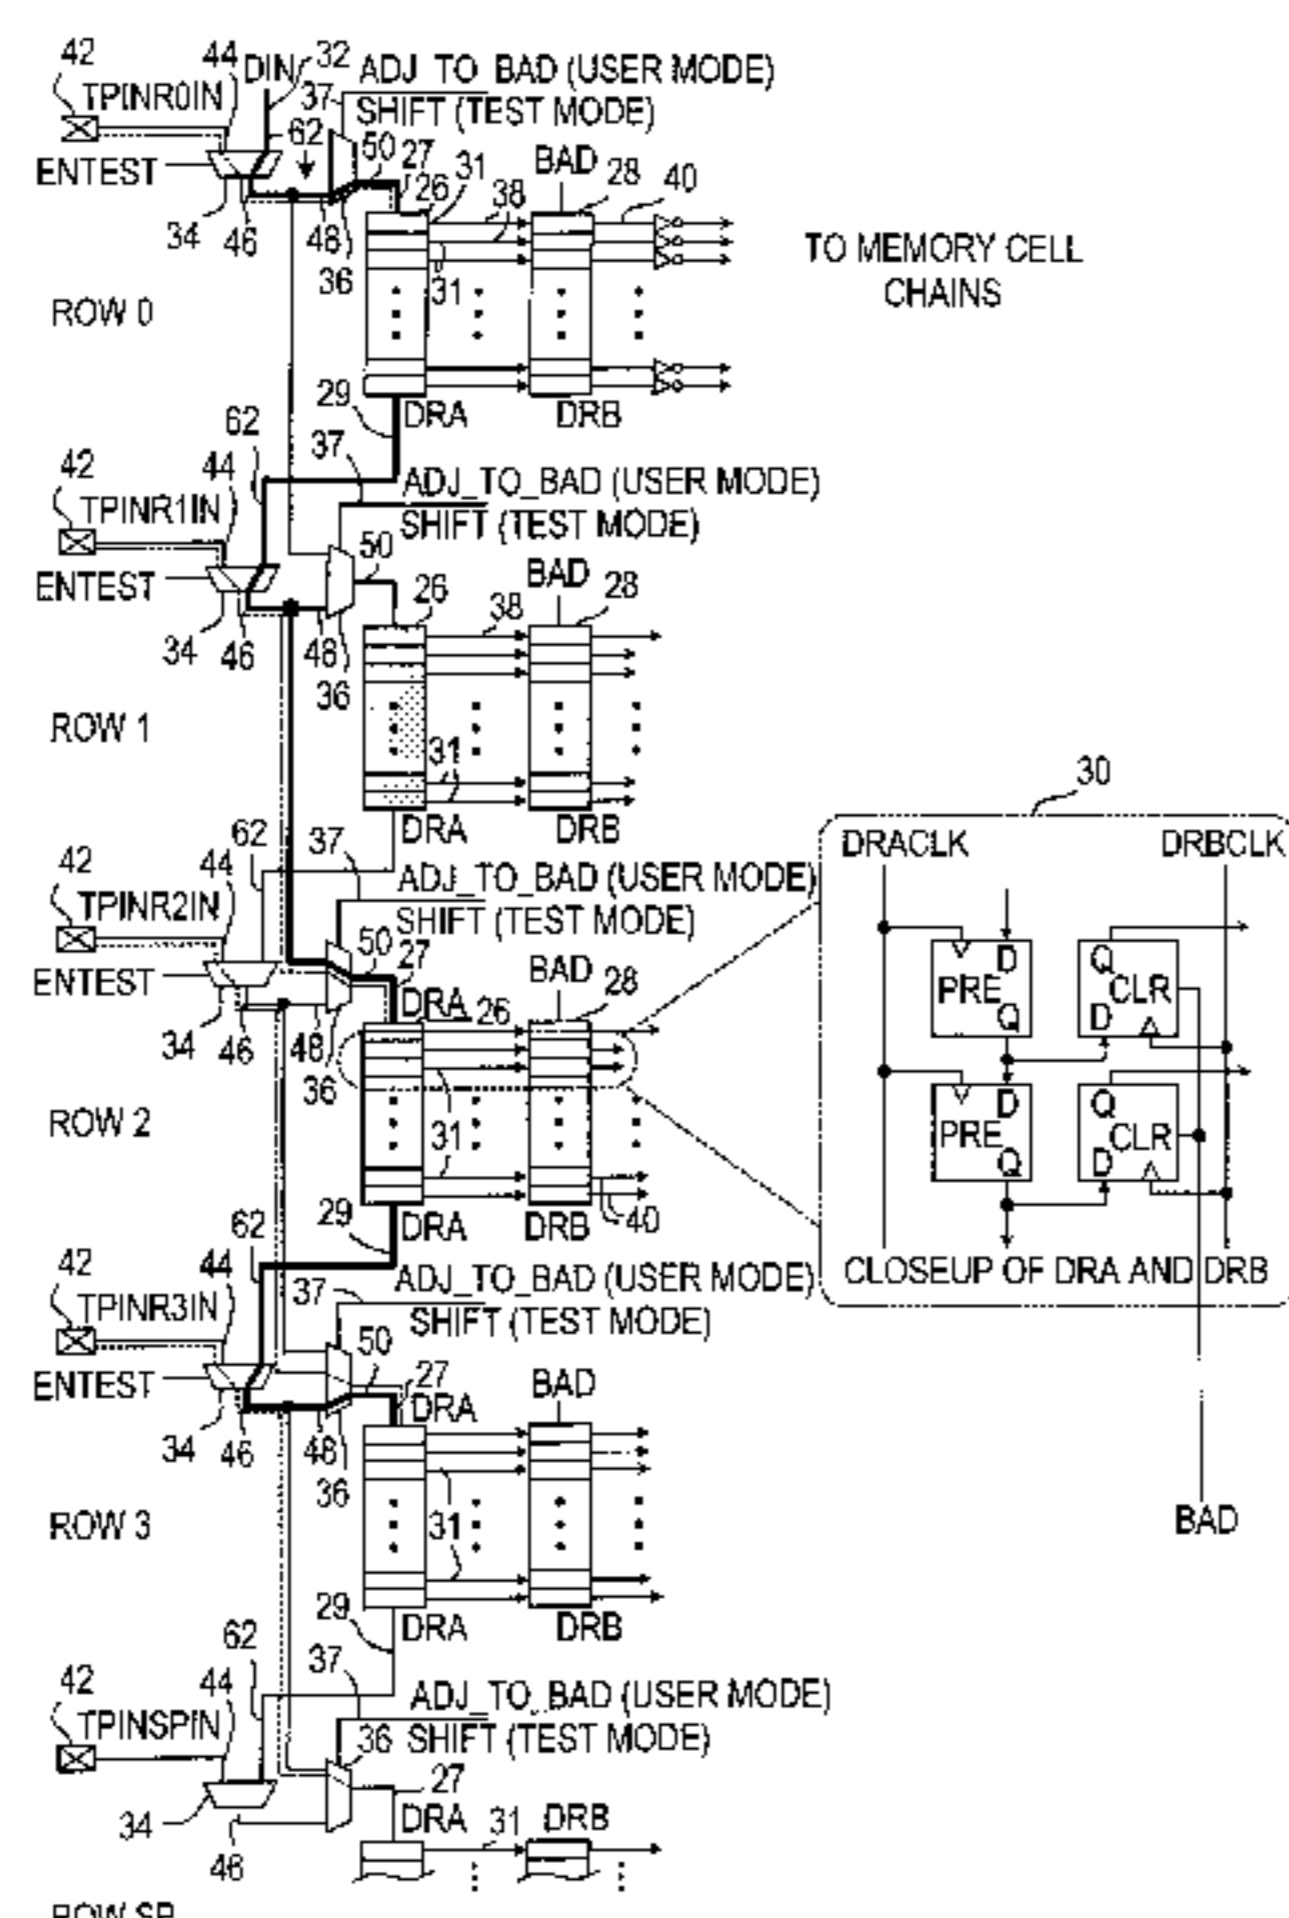 42 44 DIN 32 ADJ_TO_BAD (USER MODE)
TPINR0IN 37 SHIFT (TEST MODE)
62 50 27 31 BAD 28 40
ENTEST 26 38
34 46 48 36 31
TO MEMORY CELL
CHAINS
ROW 0
29 DRA DRB
62 37
42 44 ADJ_TO_BAD (USER MODE)
TPINR1IN SHIFT (TEST MODE)
50 BAD 28
ENTEST 26 38
34 46 48 36
ROW 1
31
DRA DRB
62 37
42 44 ADJ_TO_BAD (USER MODE)
TPINR2IN SHIFT (TEST MODE)
50 27 BAD 28
ENTEST DRA 26
34 46 48 36
ROW 2
31
29 DRA DRB 40
30
DRACLK DRBCLK
D Q
PRE CLR
Q D
D Q
PRE CLR
Q D
CLOSEUP OF DRA AND DRB
BAD
62
42 44 ADJ_TO_BAD (USER MODE)
TPINR3IN 37 SHIFT (TEST MODE)
50 27 BAD
ENTEST DRA
34 46 48 36
ROW 3
31
29 DRA DRB
62 37
42 44 ADJ_TO_BAD (USER MODE)
TPINSPIN 36 SHIFT (TEST MODE)
27
34 DRA 31 DRB
46
ROW SP